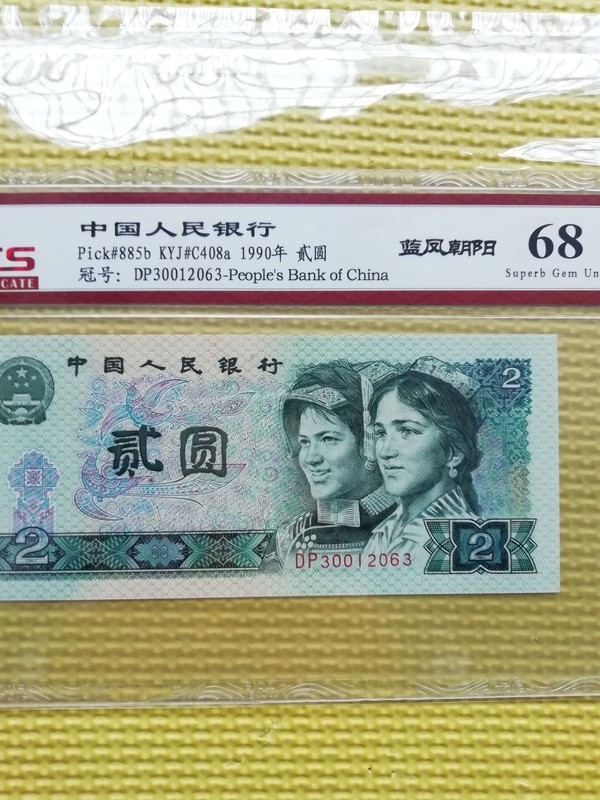 中国人民银行
Pick#885b KYJ#C408a 1990年 贰圆
蓝凤朝阳
68
Superb Gem Un
冠号: DP30012063-People's Bank of China
CATE
中国人民银行
2
贰圆
2
DP30012063
2